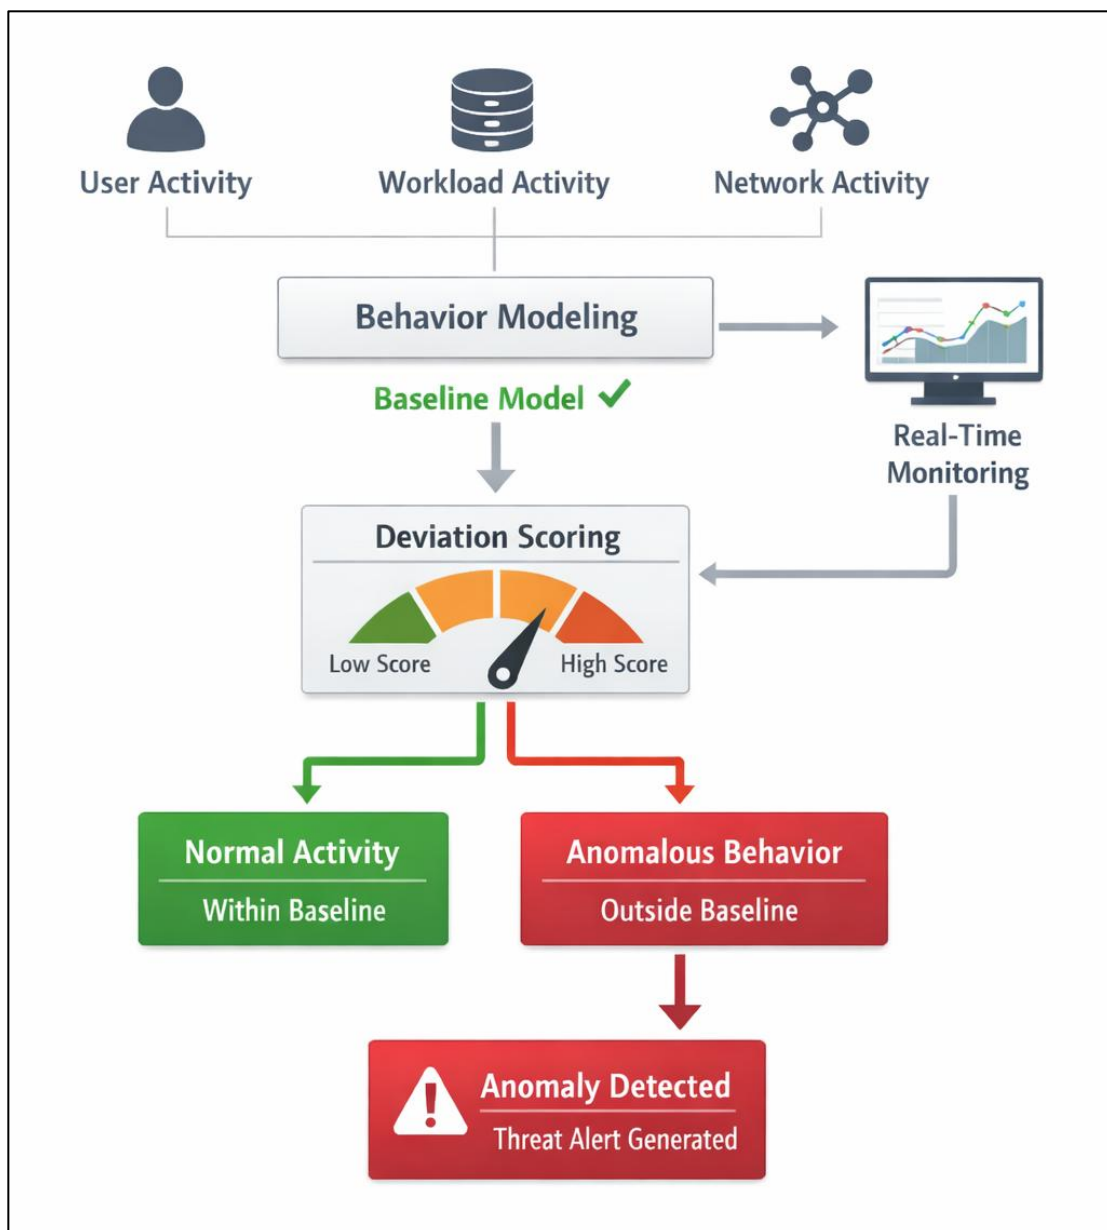 User Activity
Workload Activity
Network Activity
Behavior Modeling
Baseline Model
Real-Time
Monitoring
Deviation Scoring
Low Score
High Score
Normal Activity
Within Baseline
Anomalous Behavior
Outside Baseline
Anomaly Detected
Threat Alert Generated